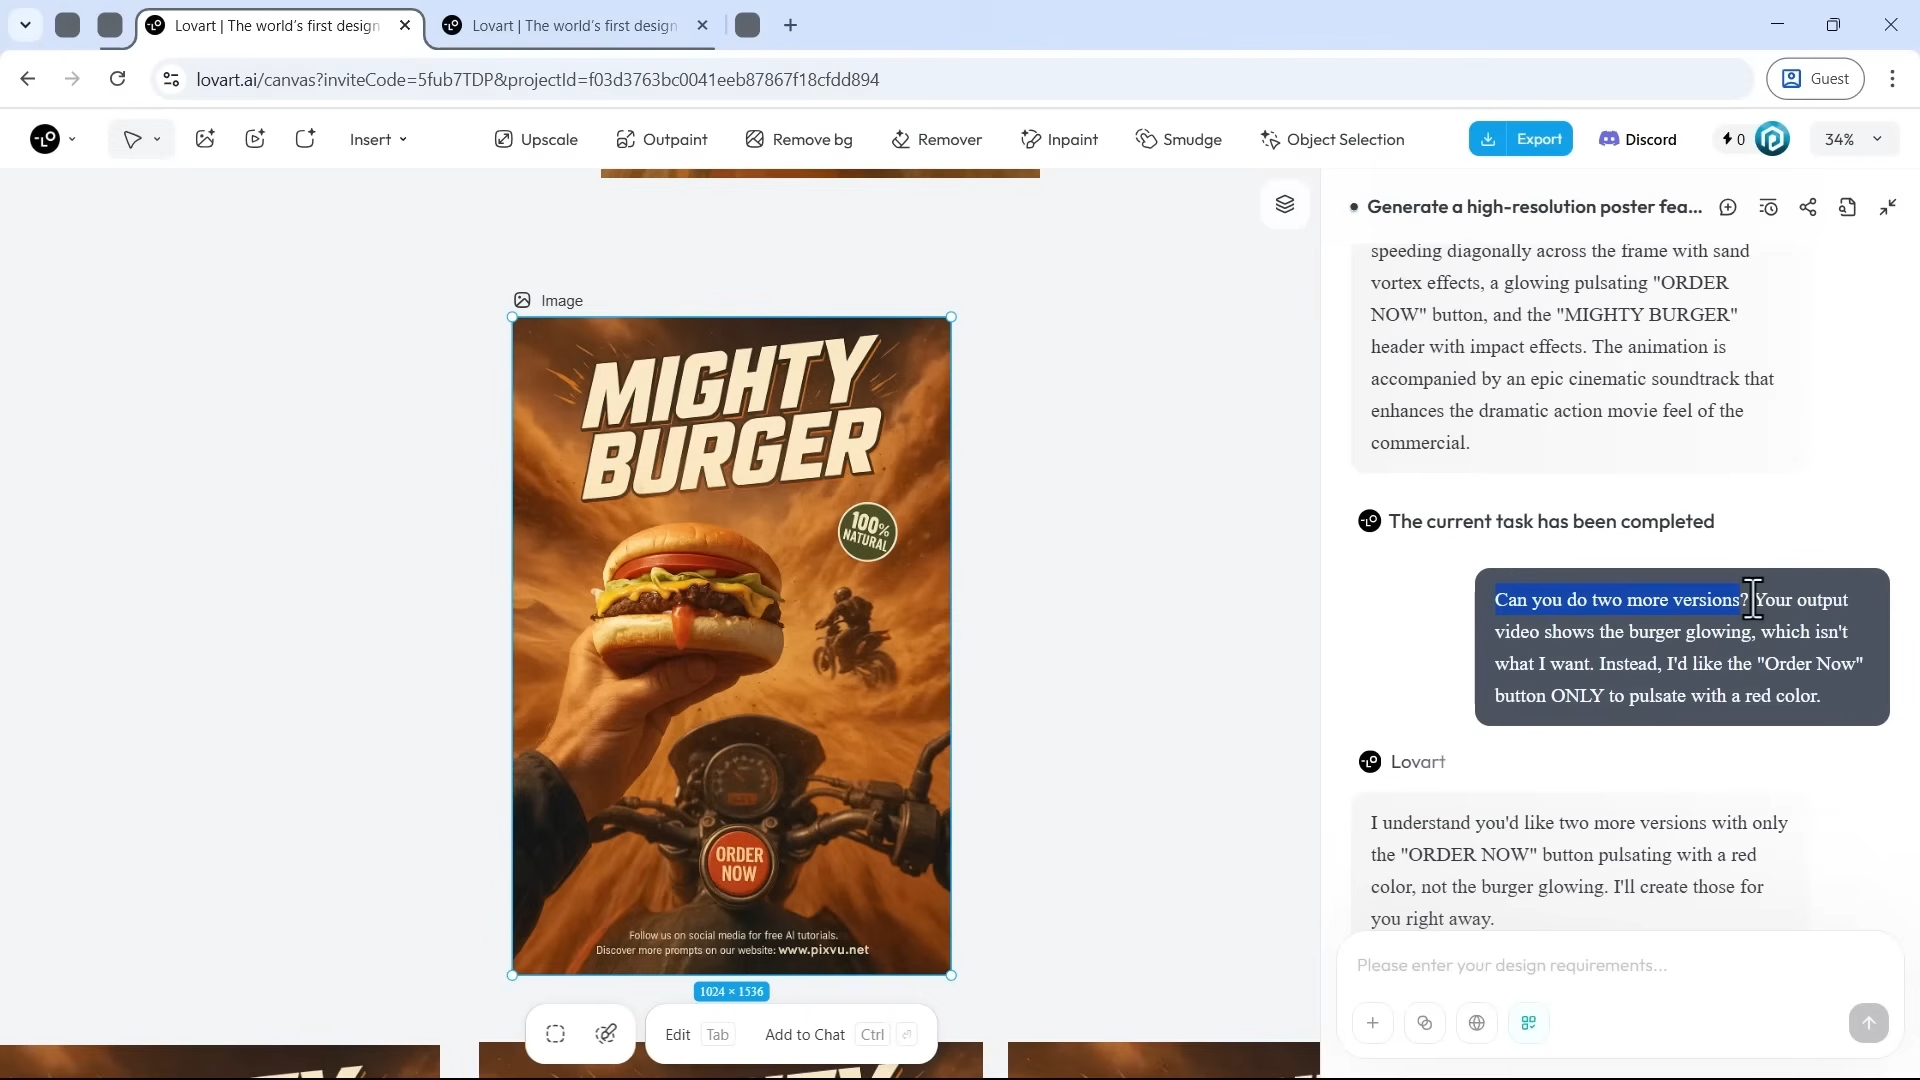 Lovart | The world's first design
Lovart | The world's first design
lovart.ai/canvas?inviteCode=5fub7TDP&projectId=f03d3763bc0041eeb87867f18cfdd894
Guest
Insert
Upscale
Outpaint
Remove bg
Remover
Inpaint
Smudge
Object Selection
Export
Discord
0
34%
Generate a high-resolution poster fea...
speeding diagonally across the frame with sand
vortex effects, a glowing pulsating "ORDER
NOW" button, and the "MIGHTY BURGER"
header with impact effects. The animation is
accompanied by an epic cinematic soundtrack that
enhances the dramatic action movie feel of the
commercial.
The current task has been completed
Can you do two more versions? Your output
video shows the burger glowing, which isn't
what I want. Instead, I'd like the "Order Now"
button ONLY to pulsate with a red color.
Lovart
I understand you'd like two more versions with only
the "ORDER NOW" button pulsating with a red
color, not the burger glowing. I'll create those for
you right away.
Please enter your design requirements...
Image
MIGHTY
BURGER
100%
NATURAL
ORDER
NOW
Follow us on social media for free AI tutorials.
Discover more prompts on our website: www.pixvu.net
1024 × 1536
Edit Tab
Add to Chat Ctrl